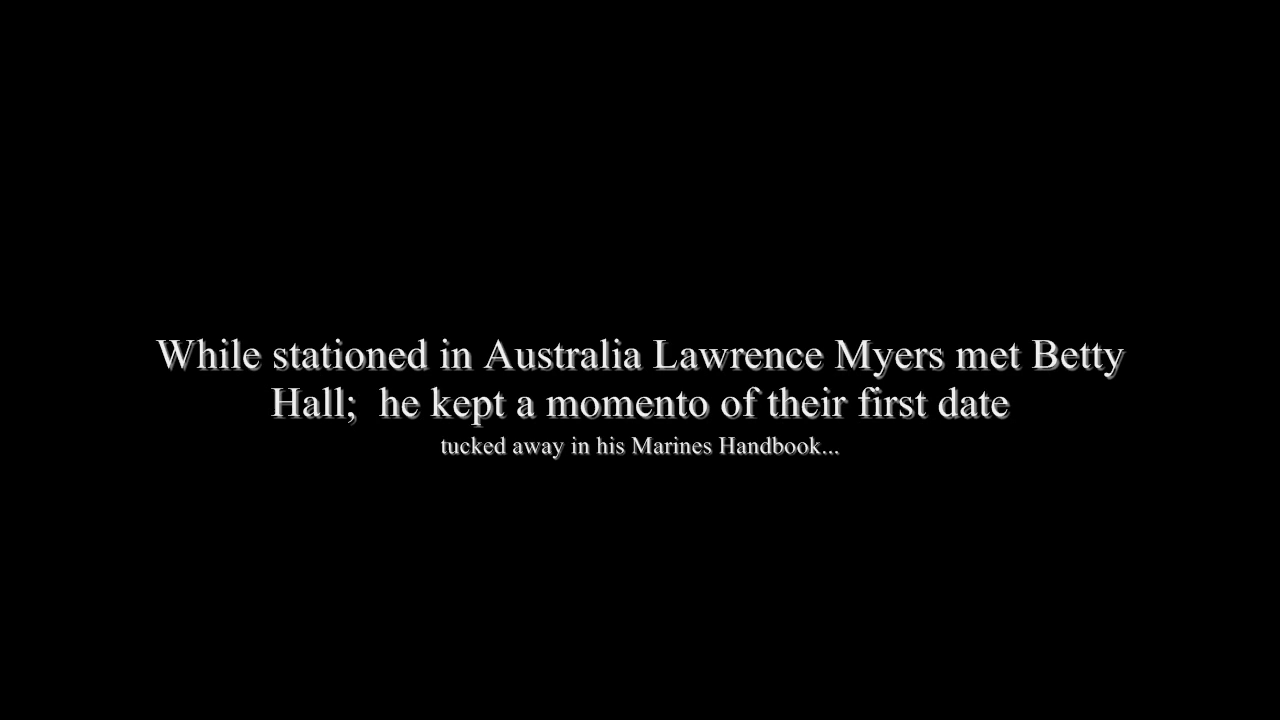 While stationed in Australia Lawrence Myers met Betty
Hall;  he kept a momento of their first date
tucked away in his Marines Handbook...